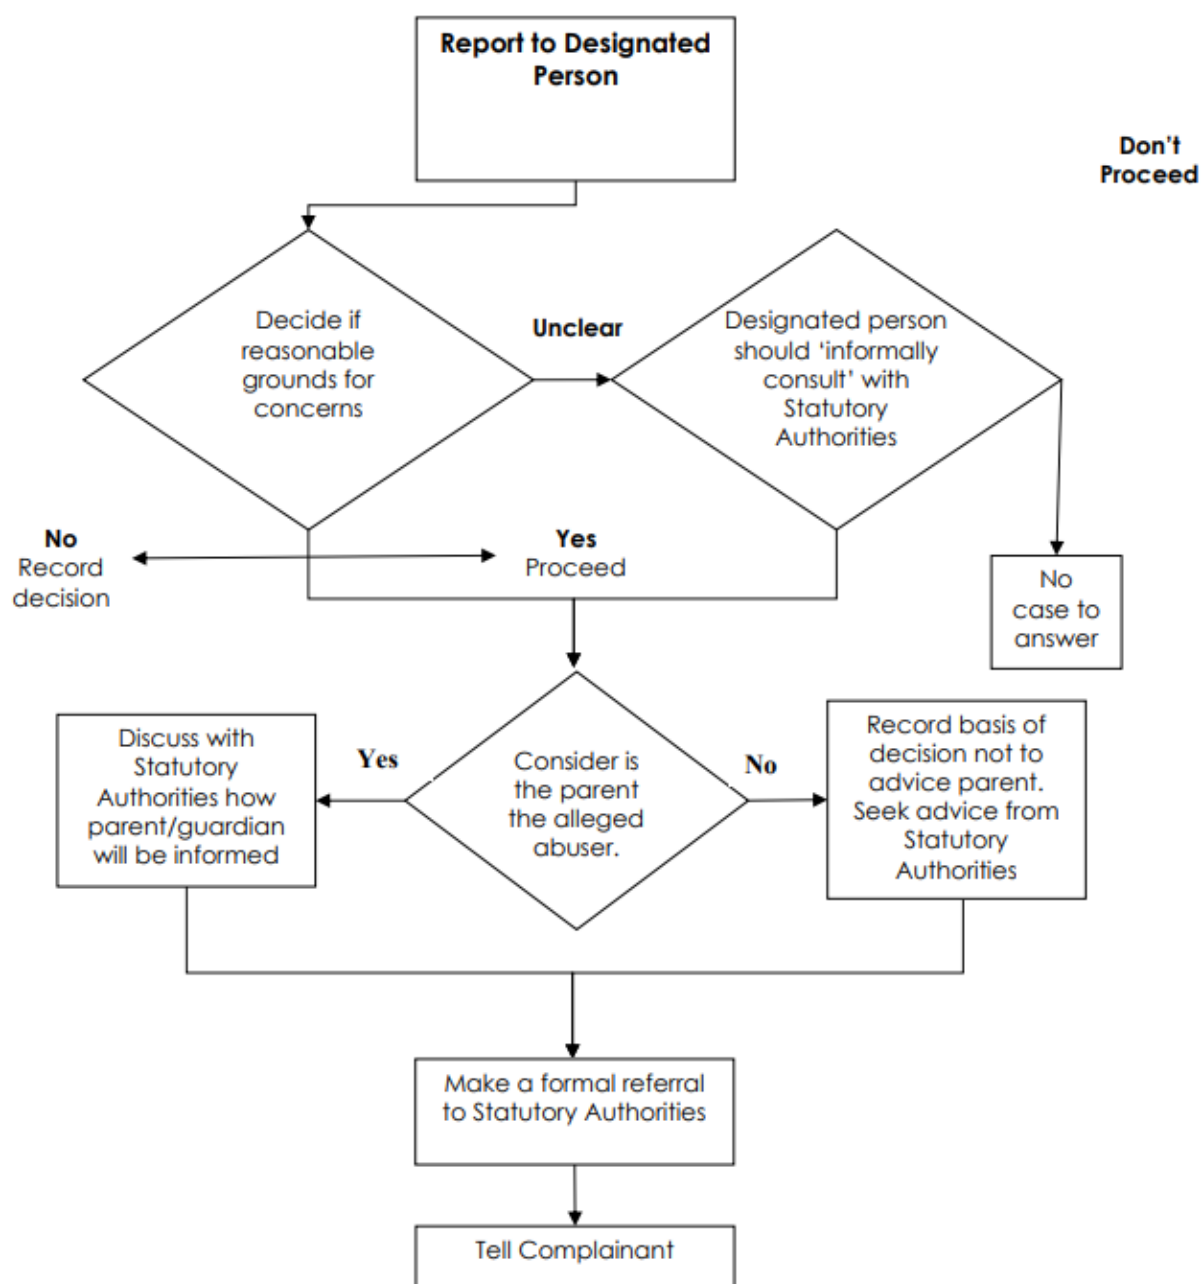 Report to Designated
Person
Don't
Proceed
Decide if
reasonable
grounds for
concerns
Unclear
Designated person
should ‘informally
consult’ with
Statutory
Authorities
No
Record
decision
Yes
Proceed
No
case to
answer
Discuss with
Statutory
Authorities how
parent/guardian
will be informed
Yes
Consider is
the parent
the alleged
abuser.
No
Record basis of
decision not to
advice parent.
Seek advice from
Statutory
Authorities
Make a formal referral
to Statutory Authorities
Tell Complainant